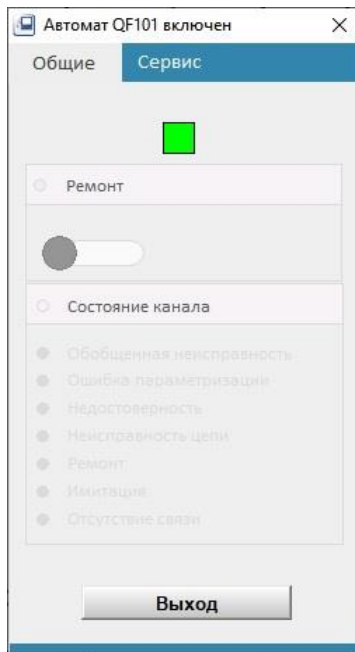 Автомат QF101 включен
Общие
Сервис
Ремонт
Состояние канала
Обобщенная неисправность
Ошибка параметризации
Недостоверность
Неисправность цепи
Ремонт
Имитация
Отсутствие связи
Выход